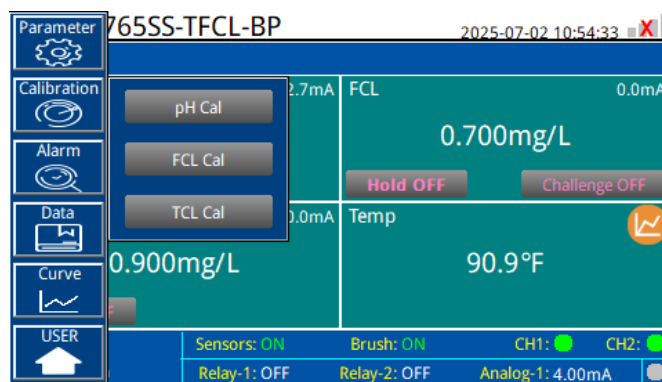 Parameter
765SS-TFCL-BP
2025-07-02 10:54:33
X
Calibration
pH Cal
FCL Cal
TCL Cal
2.7mA
FCL
0.0mA
0.700mg/L
Hold OFF
Challenge OFF
Alarm
Data
0.0mA
Temp
0.900mg/L
90.9°F
Curve
USER
Sensors: ON
Brush: ON
CH1:
CH2:
Relay-1: OFF
Relay-2: OFF
Analog-1: 4.00mA